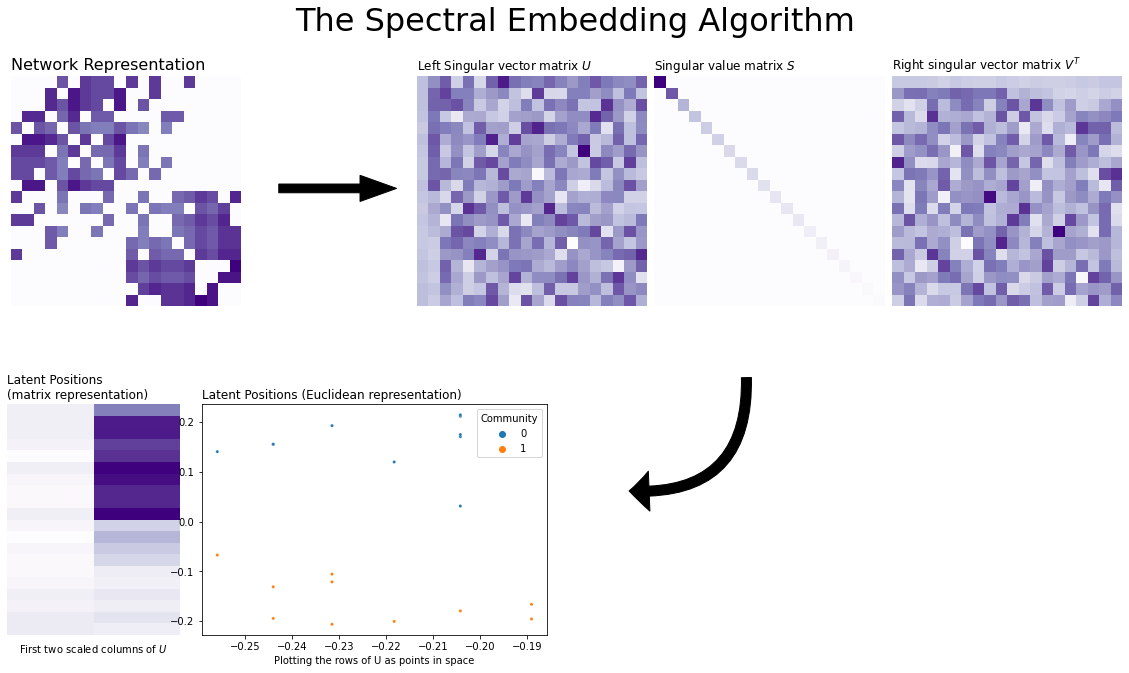 The Spectral Embedding Algorithm
Network Representation
Left Singular vector matrix U
Singular value matrix S
Right singular vector matrix V^T
Latent Positions
(matrix representation)
First two scaled columns of U
Latent Positions (Euclidean representation)
Community
0
1
0.2
0.1
0.0
−0.1
−0.2
−0.25 −0.24 −0.23 −0.22 −0.21 −0.20 −0.19
Plotting the rows of U as points in space